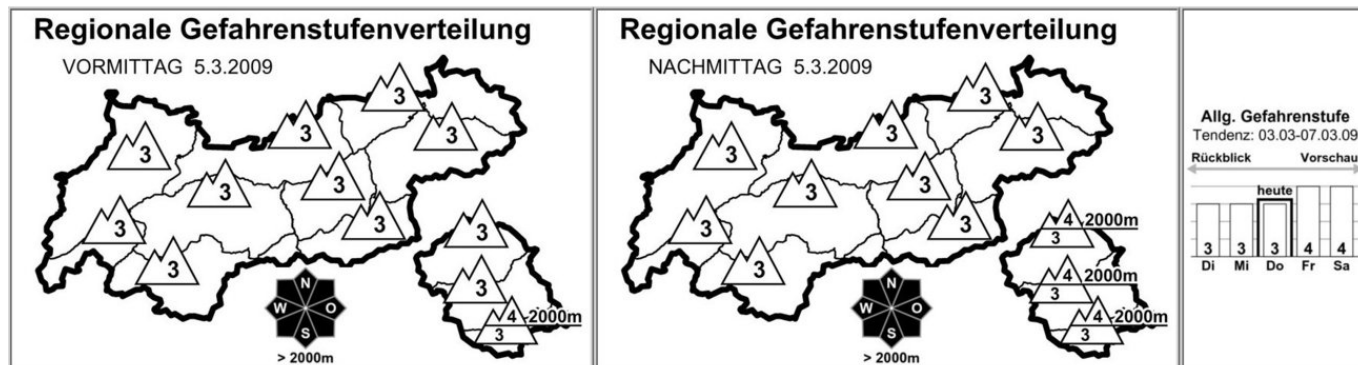 Regionale Gefahrenstufenverteilung
VORMITTAG 5.3.2009
3
3
3
3
3
3
3
3
3
3
3
3
4 2000m
3
N
W O
S
> 2000m
Regionale Gefahrenstufenverteilung
NACHMITTAG 5.3.2009
3
3
3
3
3
3
3
3
3
3
4 2000m
3
4 2000m
3
4 2000m
3
N
W O
S
> 2000m
Allg. Gefahrenstufe
Tendenz: 03.03-07.03.09
Rückblick Vorschau
heute
3 3 3 4 4
Di Mi Do Fr Sa